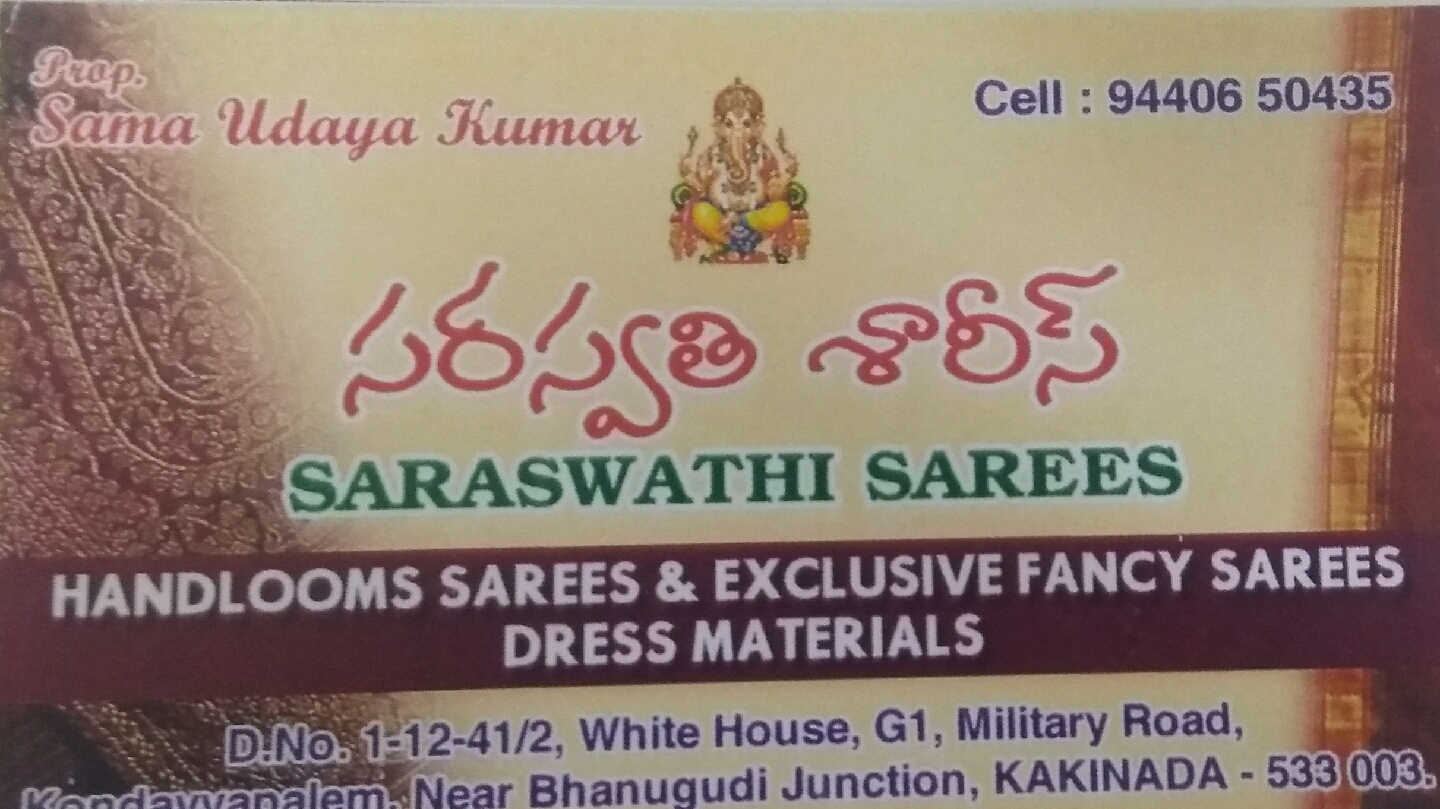 Prop.
Sama Udaya Kumar
Cell : 94406 50435
సరస్వతి శారీస్
SARASWATHI SAREES
HANDLOOMS SAREES & EXCLUSIVE FANCY SAREES
DRESS MATERIALS
D.No. 1-12-41/2, White House, G1, Military Road,
Kondayyapalem, Near Bhanugudi Junction, KAKINADA - 533 003.